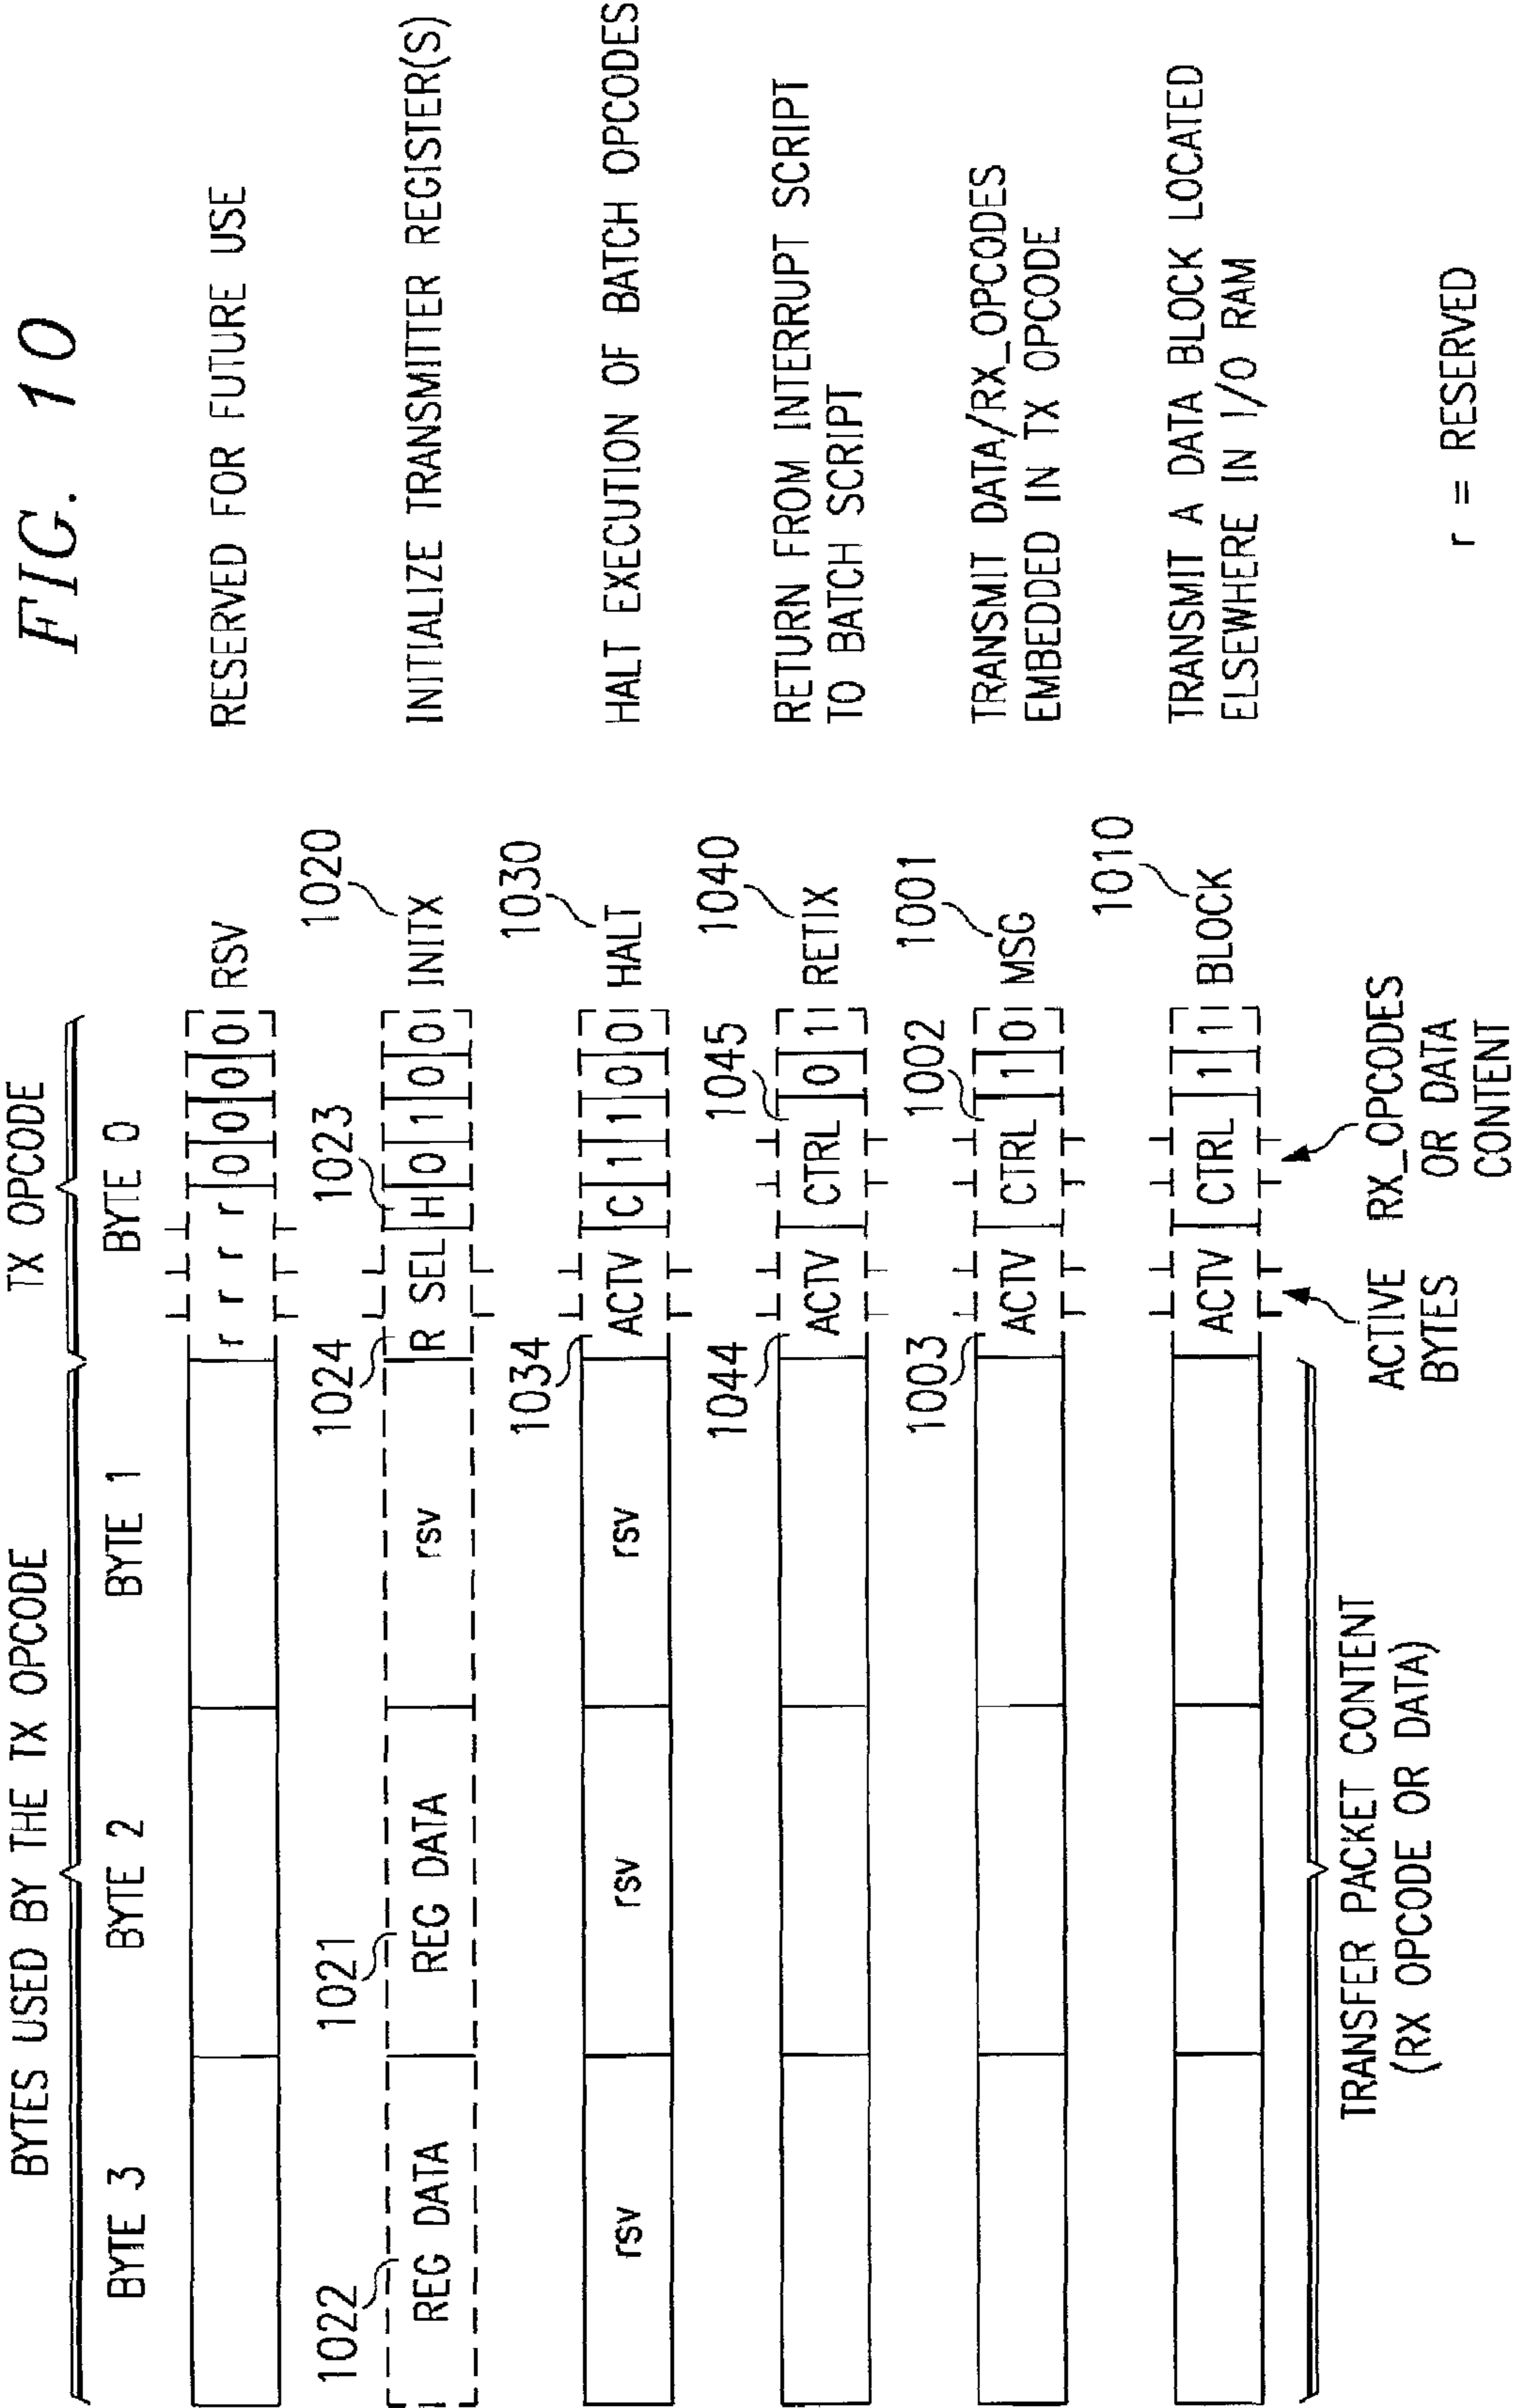 FIG. 10
BYTES USED BY THE TX OPCODE
TX OPCODE
BYTE 3 BYTE 2 BYTE 1 BYTE 0
r r r r 0 0 0 0 RSV
RESERVED FOR FUTURE USE
1022 1021 1024 1023 1020
REG DATA REG DATA rsv R SEL H 0 1 0 0 INITX
INITIALIZE TRANSMITTER REGISTER(S)
1034 1030
rsv rsv rsv ACTV C 1 1 0 0 HALT
HALT EXECUTION OF BATCH OPCODES
1044 1045 1040
ACTV CTRL 0 1 RETIX
RETURN FROM INTERRUPT SCRIPT
TO BATCH SCRIPT
1003 1002 1001
ACTV CTRL 1 0 MSG
TRANSMIT DATA/RX_OPCODES
EMBEDDED IN TX OPCODE
1010
ACTV CTRL 1 1 BLOCK
TRANSMIT A DATA BLOCK LOCATED
ELSEWHERE IN I/O RAM
TRANSFER PACKET CONTENT
(RX OPCODE OR DATA)
ACTIVE
BYTES
RX_OPCODES
OR DATA
CONTENT
r = RESERVED